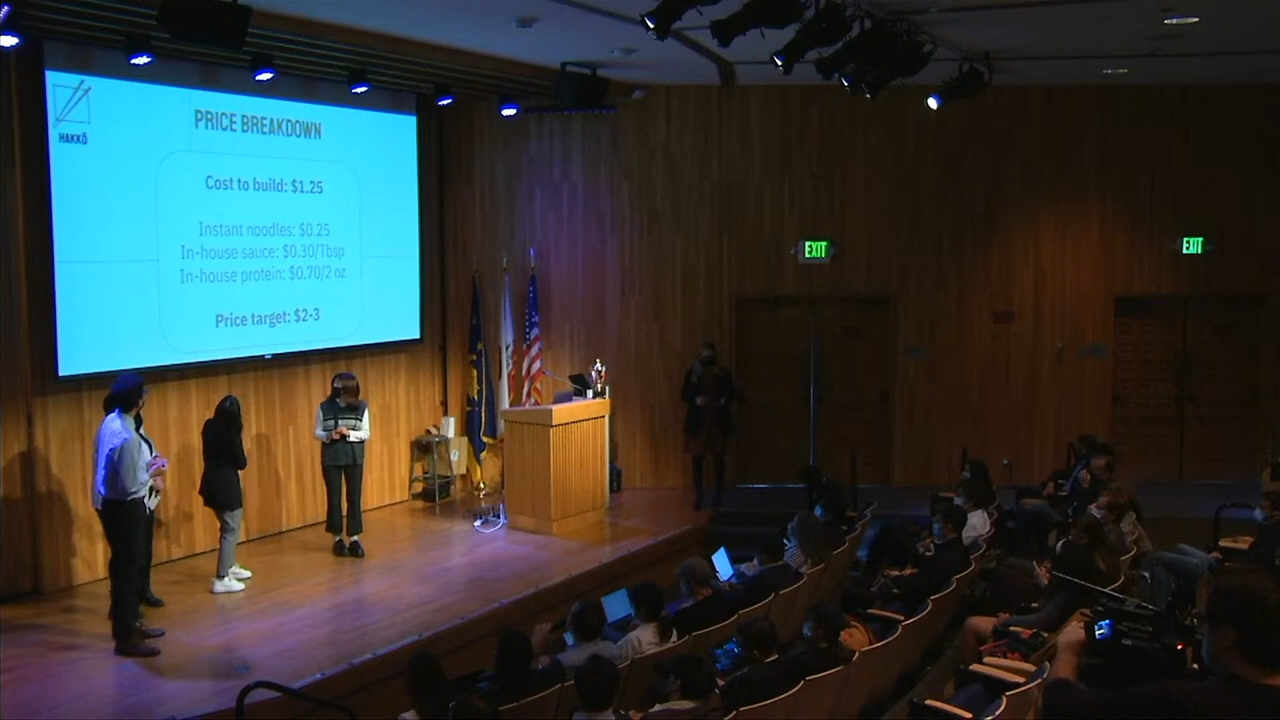 HAKKŌ
PRICE BREAKDOWN
Cost to build: $1.25
Instant noodles: $0.25
In-house sauce: $0.30/Tbsp
In-house protein: $0.70/2 oz
Price target: $2-3
EXIT
EXIT